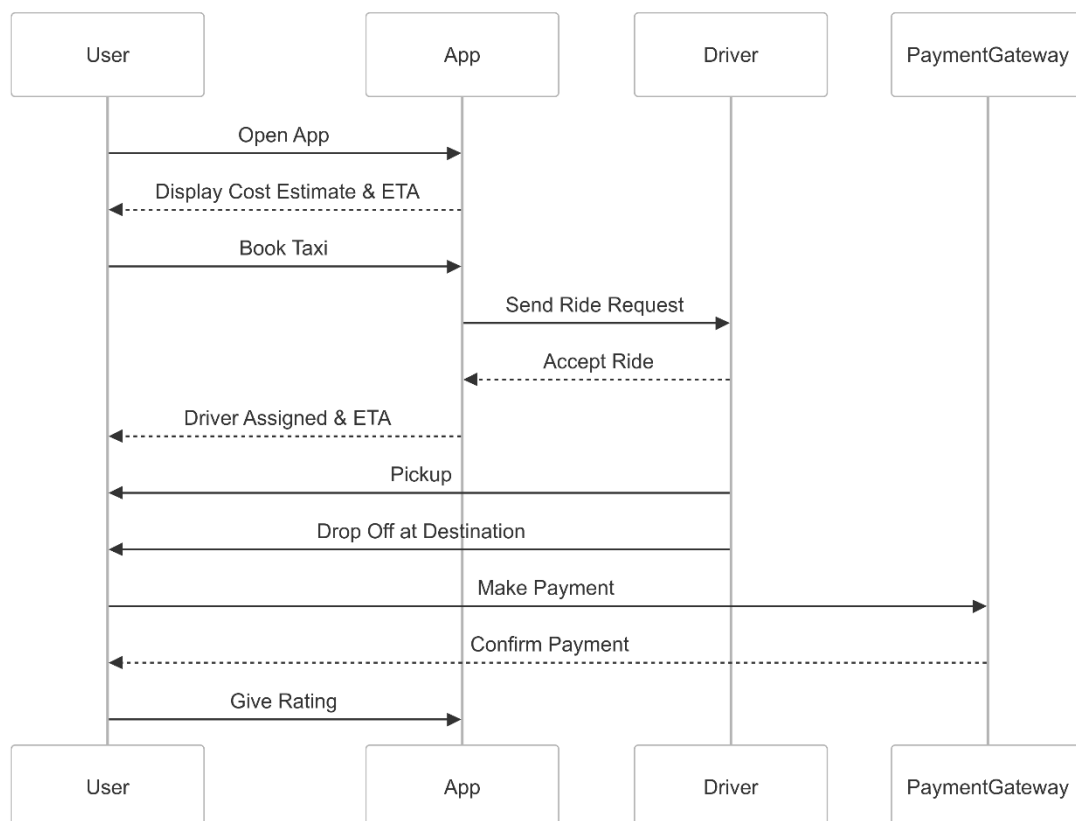 User
App
Driver
PaymentGateway
Open App
Display Cost Estimate & ETA
Book Taxi
Send Ride Request
Accept Ride
Driver Assigned & ETA
Pickup
Drop Off at Destination
Make Payment
Confirm Payment
Give Rating
User
App
Driver
PaymentGateway